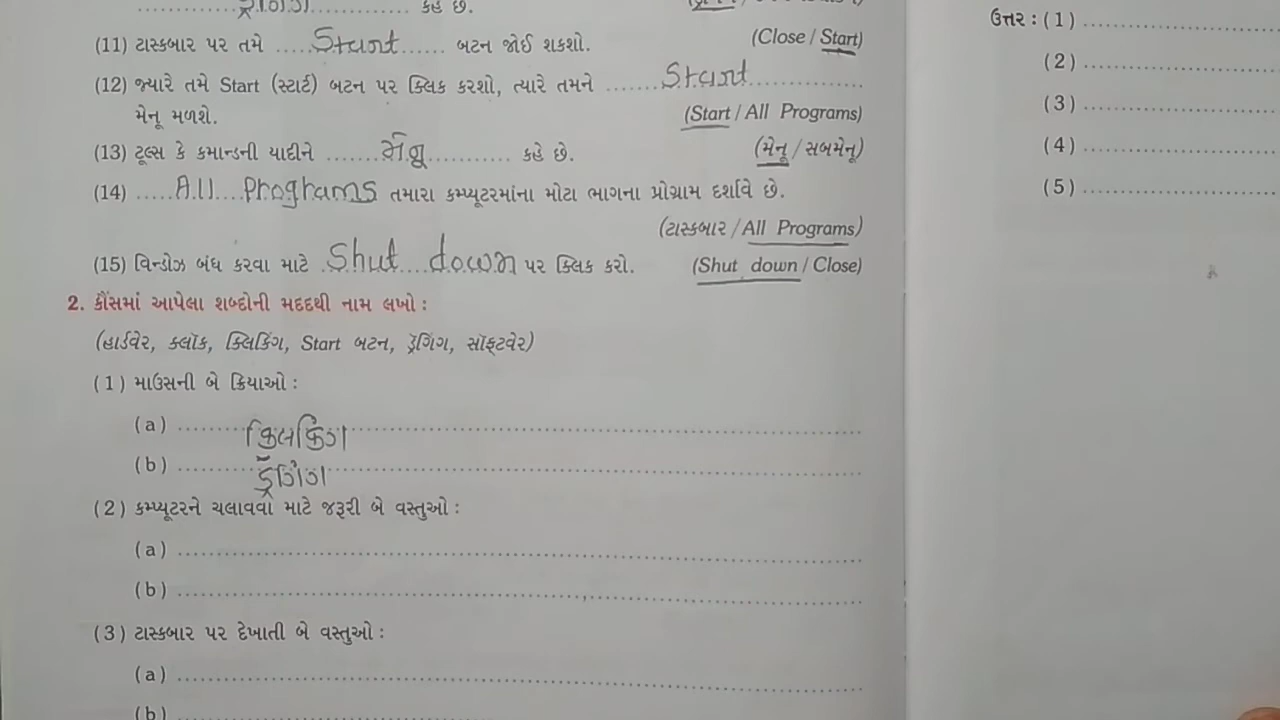 ............ડ્રેગિંગ............ કહે છે.
(11) ટાસ્કબાર પર તમે .....Start...... બટન જોઈ શકશો. (Close / Start)
(12) જ્યારે તમે Start (સ્ટાર્ટ) બટન પર ક્લિક કરશો, ત્યારે તમને .......Start..............
મેનૂ મળશે. (Start / All Programs)
(13) ટૂલ્સ કે કમાન્ડની યાદીને .......મેનૂ........... કહે છે. (મેનૂ / સબમેનૂ)
(14) .....All Programs તમારા કમ્પ્યૂટરમાંના મોટા ભાગના પ્રોગ્રામ દર્શાવે છે.
(ટાસ્કબાર / All Programs)
(15) વિન્ડોઝ બંધ કરવા માટે .Shut down પર ક્લિક કરો. (Shut down / Close)
2. કૌંસમાં આપેલા શબ્દોની મદદથી નામ લખો :
(હાર્ડવેર, ક્લૉક, ક્લિકિંગ, Start બટન, ડ્રૅગિંગ, સૉફ્ટવેર)
(1) માઉસની બે ક્રિયાઓ :
(a) ક્લિકિંગ
(b) ડ્રૅગિંગ
(2) કમ્પ્યૂટરને ચલાવવા માટે જરૂરી બે વસ્તુઓ :
(a) ............
(b) ............
(3) ટાસ્કબાર પર દેખાતી બે વસ્તુઓ :
(a) ............
(b) ............
ઉત્તર : (1) ............
(2) ............
(3) ............
(4) ............
(5) ............